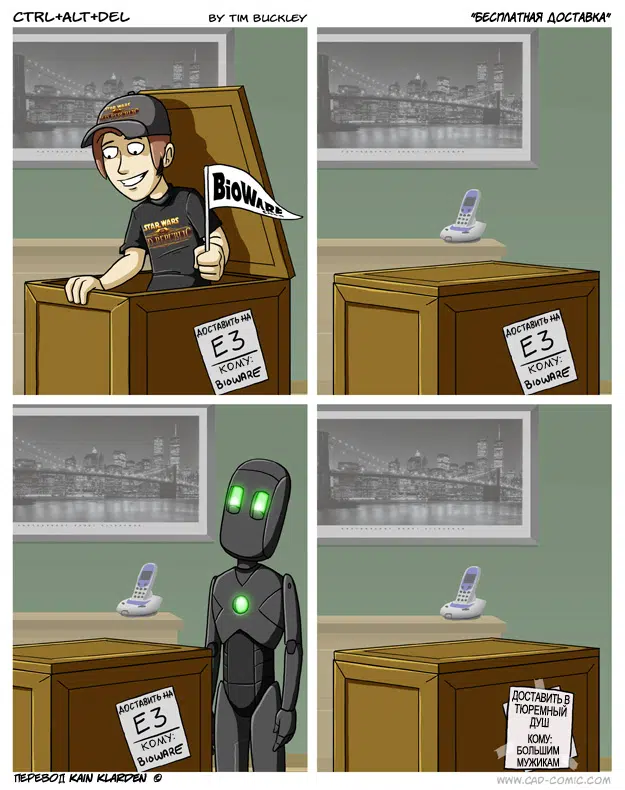 CTRL+ALT+DEL
BY TIM BUCKLEY
"БЕСПЛАТНАЯ ДОСТАВКА"
STAR WARS
STAR WARS
BIOWARE
ДОСТАВИТЬ НА
E3
КОМУ:
BIOWARE
ДОСТАВИТЬ НА
E3
КОМУ:
BIOWARE
ДОСТАВИТЬ НА
E3
КОМУ:
BIOWARE
ДОСТАВИТЬ В
ТЮРЕМНЫЙ
ДУШ
КОМУ:
БОЛЬШИМ
МУЖИКАМ
ПЕРЕВОД KAIN KLARDEN ©
WWW.CAD-COMIC.COM